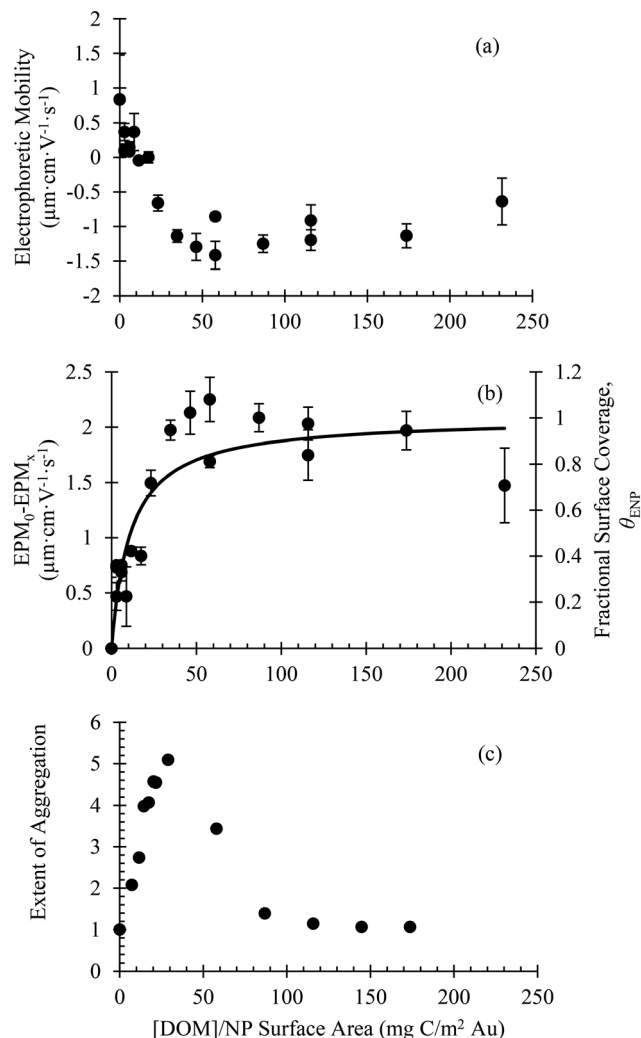 (a)
Electrophoretic Mobility
(μm·cm·V⁻¹·s⁻¹)
2
1.5
1
0.5
0
-0.5
-1
-1.5
-2
0 50 100 150 200 250
(b)
EPM₀-EPMₓ
(μm·cm·V⁻¹·s⁻¹)
2.5
2
1.5
1
0.5
0
1.2
1
0.8
0.6
0.4
0.2
0
Fractional Surface Coverage,
θ_ENP
0 50 100 150 200 250
(c)
Extent of Aggregation
6
5
4
3
2
1
0
0 50 100 150 200 250
[DOM]/NP Surface Area (mg C/m² Au)